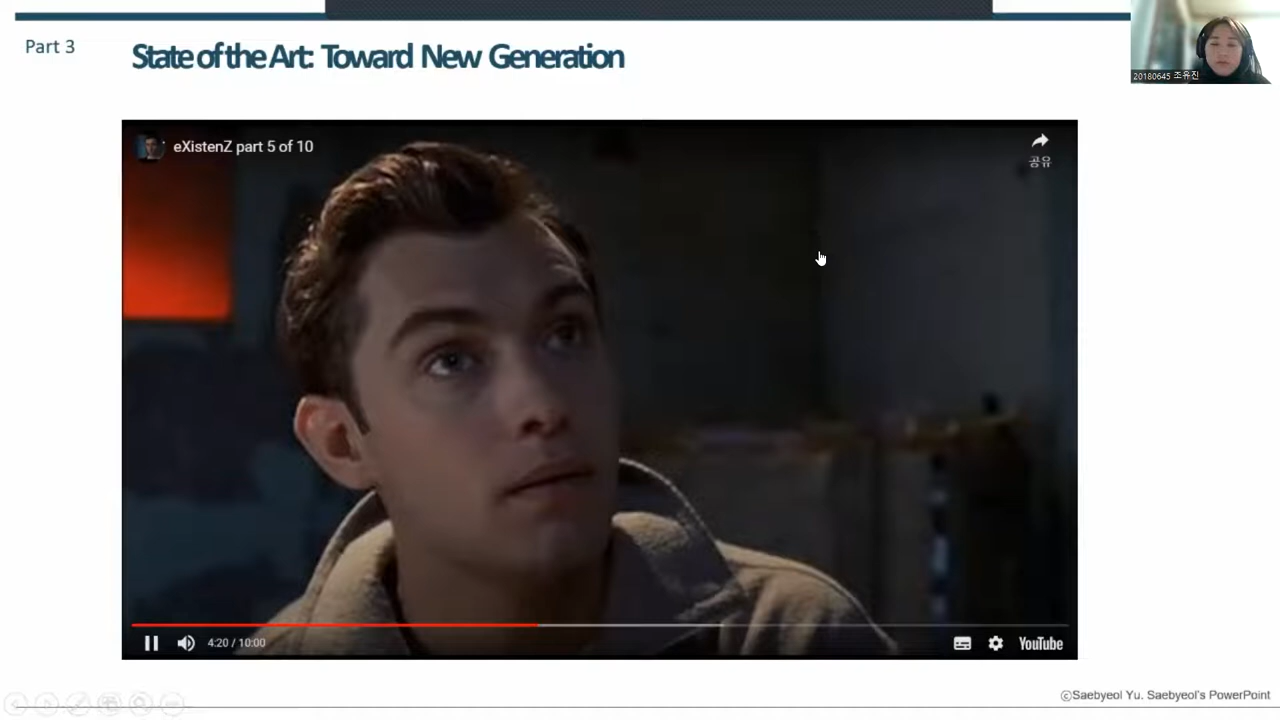 Part 3
State of the Art: Toward New Generation
20180645 조유진
eXistenZ part 5 of 10
공유
4:20 / 10:00
YouTube
©Saebyeol Yu. Saebyeol's PowerPoint